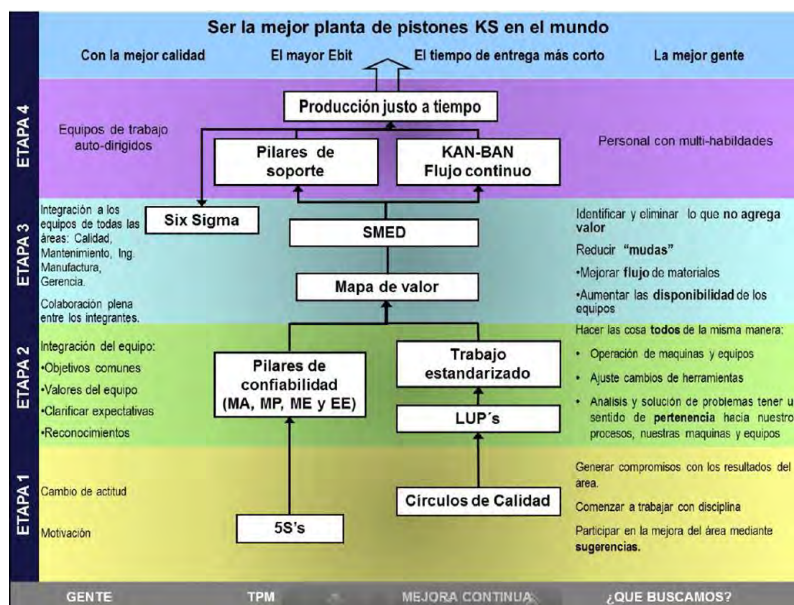 Ser la mejor planta de pistones KS en el mundo
Con la mejor calidad
El mayor Ebit
El tiempo de entrega más corto
La mejor gente
ETAPA 4
Equipos de trabajo
auto-dirigidos
Producción justo a tiempo
Pilares de
soporte
KAN-BAN
Flujo continuo
Personal con multi-habildades
ETAPA 3
Integración a los
equipos de todas las
áreas: Calidad,
Mantenimiento, Ing.
Manufactura,
Gerencia.
Colaboración plena
entre los integrantes.
Six Sigma
SMED
Mapa de valor
Identificar y eliminar lo que no agrega
valor
Reducir “mudas”
•Mejorar flujo de materiales
•Aumentar las disponibilidad de los
equipos
ETAPA 2
Integración del equipo:
•Objetivos comunes
•Valores del equipo
•Clarificar expectativas
•Reconocimientos
Pilares de
confiabilidad
(MA, MP, ME y EE)
Trabajo
estandarizado
LUP´s
Hacer las cosa todos de la misma manera:
• Operación de maquinas y equipos
• Ajuste cambios de herramientas
• Análisis y solución de problemas tener u
sentido de pertenencia hacia nuestro
procesos, nuestras maquinas y equipos
ETAPA 1
Cambio de actitud
Motivación
5S's
Círculos de Calidad
Generar compromisos con los resultados del
area.
Comenzar a trabajar con disciplina
Participar en la mejora del área mediante
sugerencias.
GENTE
TPM
MEJORA CONTINUA
¿QUE BUSCAMOS?